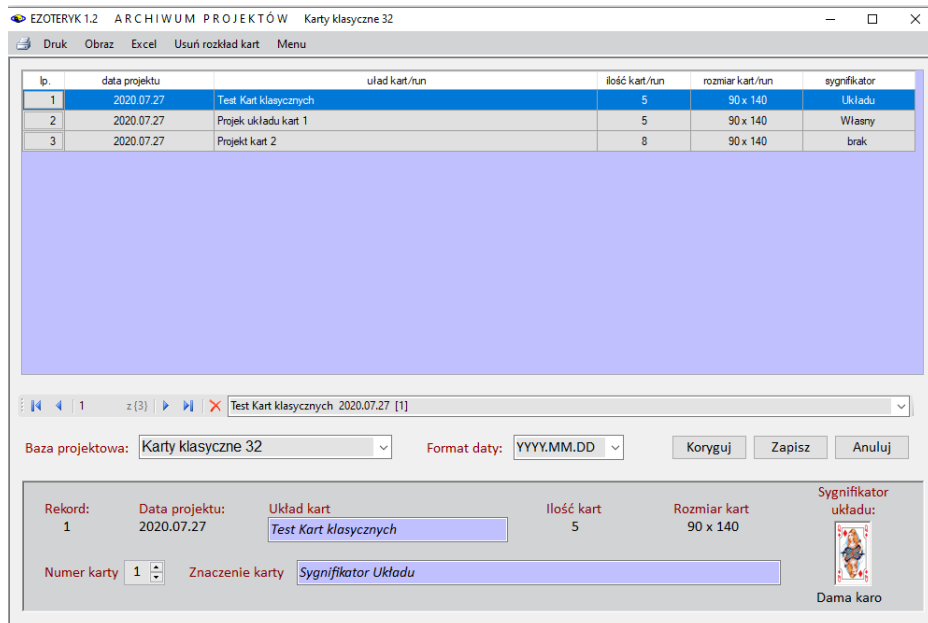 EZOTERYK 1.2 ARCHIWUM PROJEKTÓW Karty klasyczne 32
Druk Obraz Excel Usuń rozkład kart Menu
lp. data projektu uład kart/run ilość kart/run rozmiar kart/run sygnifikator
1 2020.07.27 Test Kart klasycznych 5 90 x 140 Układu
2 2020.07.27 Projek układu kart 1 5 90 x 140 Własny
3 2020.07.27 Projekt kart 2 8 90 x 140 brak
1 z {3} Test Kart klasycznych 2020.07.27 [1]
Baza projektowa: Karty klasyczne 32 Format daty: YYYY.MM.DD Koryguj Zapisz Anuluj
Rekord: Data projektu: Układ kart Ilość kart Rozmiar kart Sygnifikator układu:
1 2020.07.27 Test Kart klasycznych 5 90 x 140
Numer karty 1 Znaczenie karty Sygnifikator Układu
Dama karo